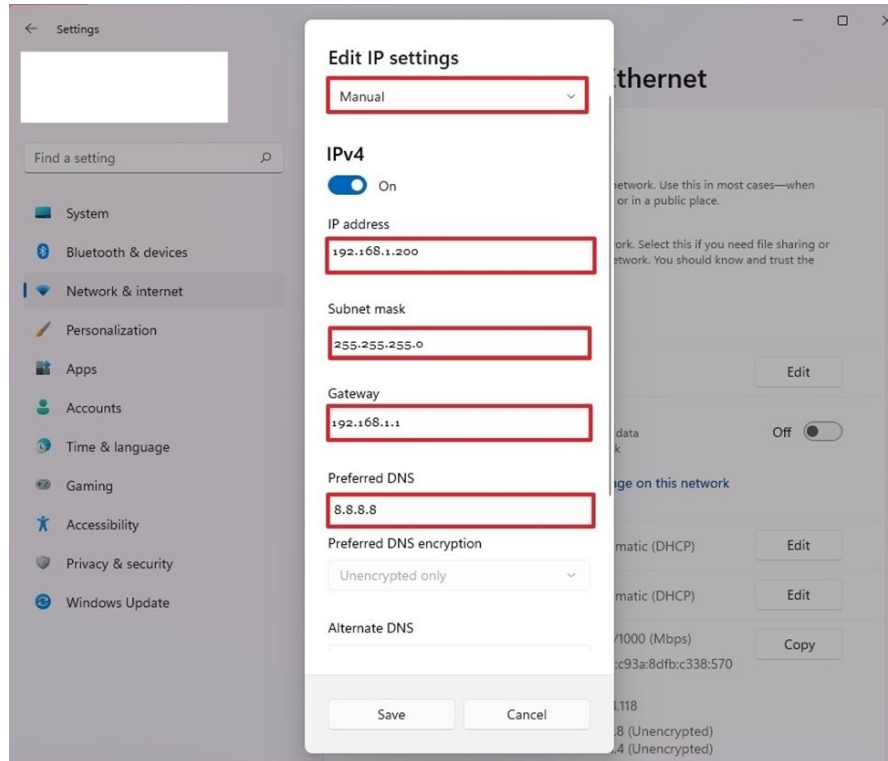 Settings
Find a setting
System
Bluetooth & devices
Network & internet
Personalization
Apps
Accounts
Time & language
Gaming
Accessibility
Privacy & security
Windows Update
Edit IP settings
Manual
IPv4
On
IP address
192.168.1.200
Subnet mask
255.255.255.0
Gateway
192.168.1.1
Preferred DNS
8.8.8.8
Preferred DNS encryption
Unencrypted only
Alternate DNS
Save
Cancel
thernet
etwork. Use this in most cases—when
or in a public place.
ork. Select this if you need file sharing or
etwork. You should know and trust the
Edit
data
k
Off
ge on this network
matic (DHCP)
Edit
matic (DHCP)
Edit
/1000 (Mbps)
Copy
:c93a:8dfb:c338:570
.118
.8 (Unencrypted)
.4 (Unencrypted)